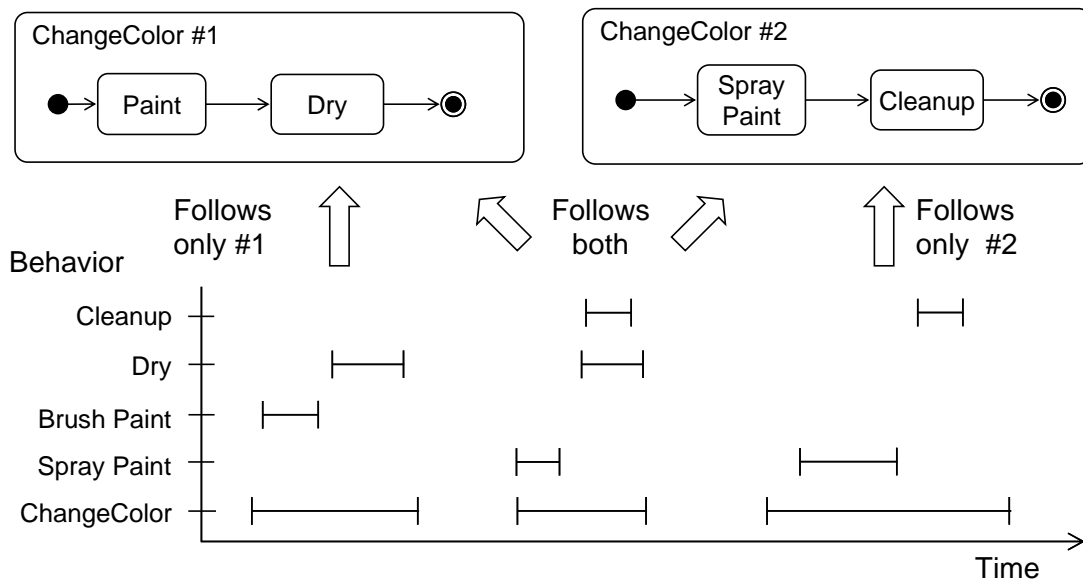 ChangeColor #1
Paint
Dry
ChangeColor #2
Spray
Paint
Cleanup
Follows
only #1
Follows
both
Follows
only #2
Behavior
Cleanup
Dry
Brush Paint
Spray Paint
ChangeColor
Time